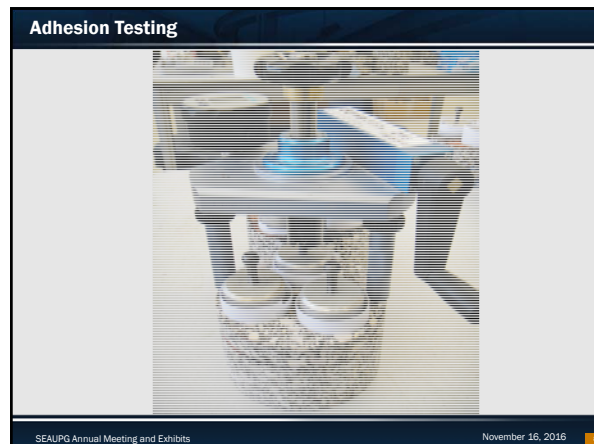 Adhesion Testing
SEAUPG Annual Meeting and Exhibits
November 16, 2016